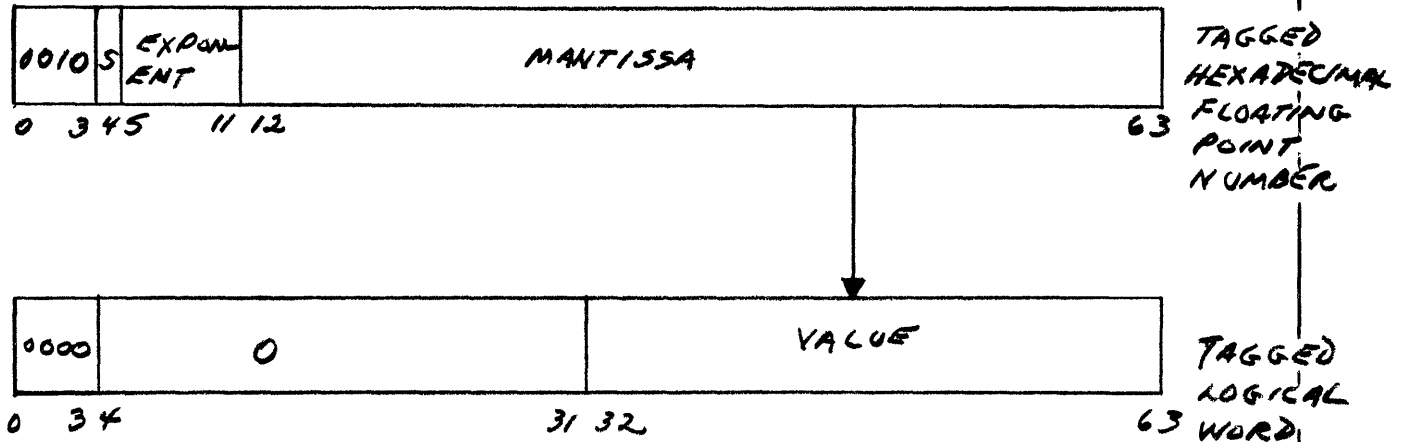 0010 S EXPON-
ENT
MANTISSA
TAGGED
HEXADECIMAL
FLOATING
POINT
NUMBER
0 3 4 5 11 12 63
0000 0 VALUE
TAGGED
LOGICAL
WORD
0 3 4 31 32 63